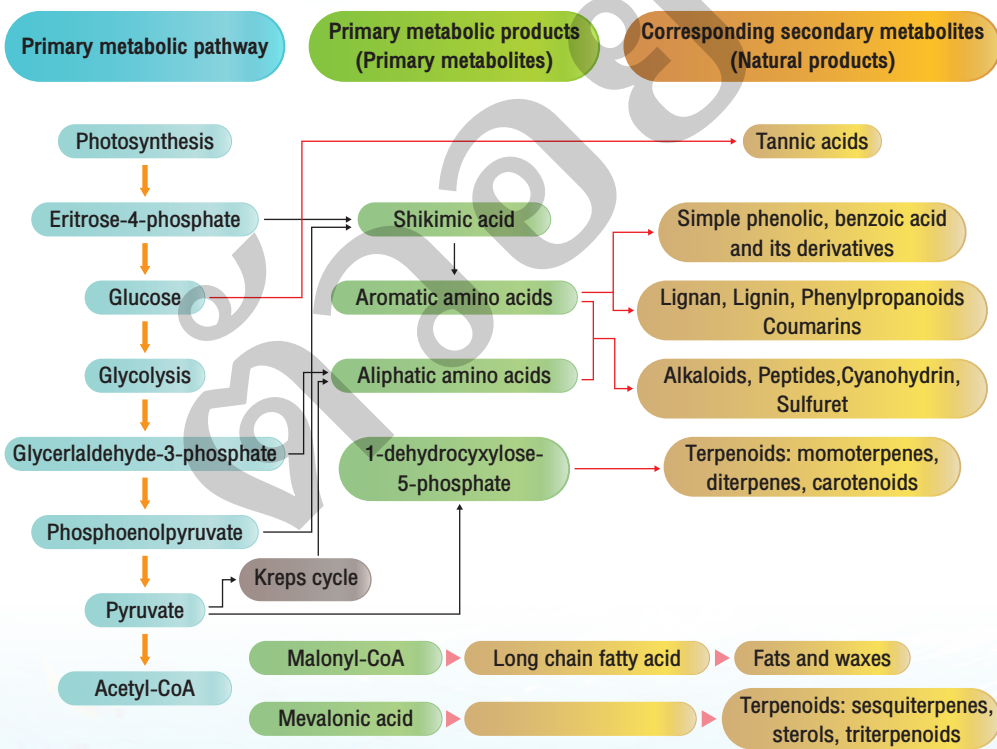 Primary metabolic pathway
Primary metabolic products
(Primary metabolites)
Corresponding secondary metabolites
(Natural products)
Photosynthesis
Tannic acids
Eritrose-4-phosphate
Shikimic acid
Simple phenolic, benzoic acid
and its derivatives
Glucose
Aromatic amino acids
Lignan, Lignin, Phenylpropanoids
Coumarins
Glycolysis
Aliphatic amino acids
Alkaloids, Peptides,Cyanohydrin,
Sulfuret
Glycerlaldehyde-3-phosphate
1-dehydrocyxylose-
5-phosphate
Terpenoids: momoterpenes,
diterpenes, carotenoids
Phosphoenolpyruvate
Kreps cycle
Pyruvate
Malonyl-CoA
Long chain fatty acid
Fats and waxes
Acetyl-CoA
Mevalonic acid
Terpenoids: sesquiterpenes,
sterols, triterpenoids